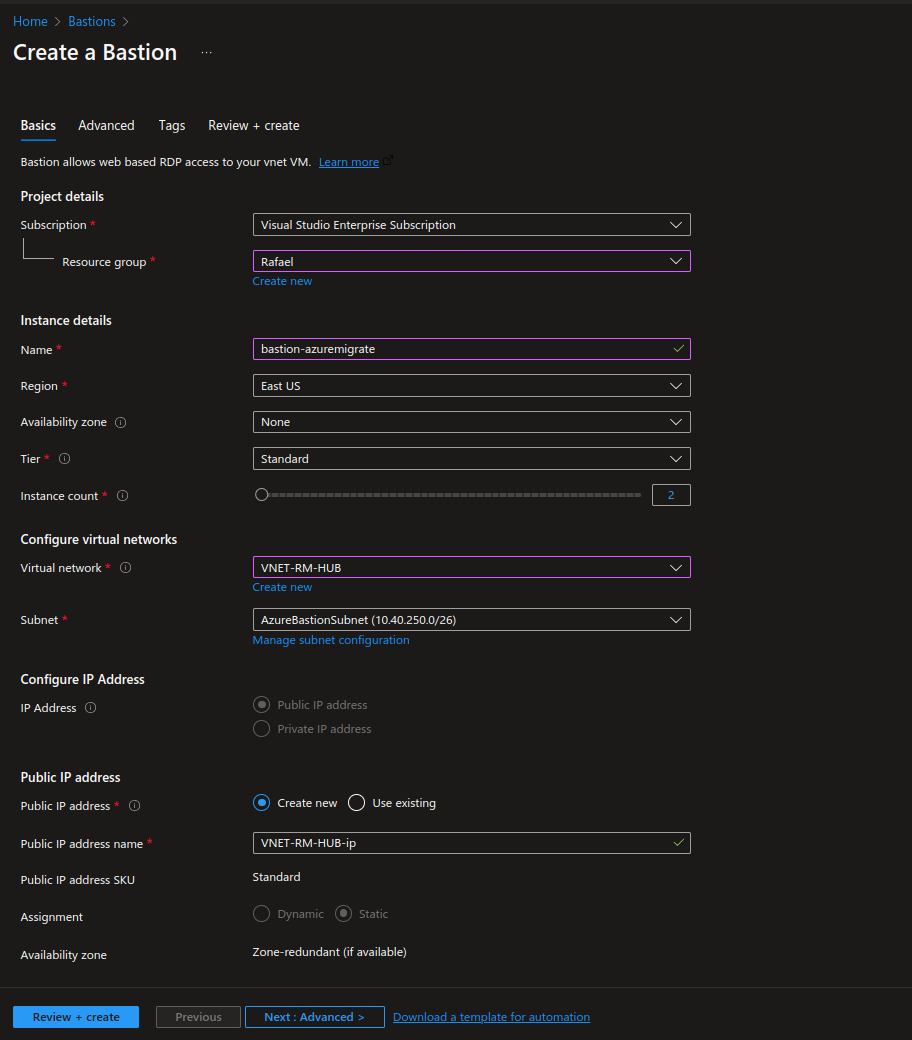 Home > Bastions >
Create a Bastion ...
Basics Advanced Tags Review + create
Bastion allows web based RDP access to your vnet VM. Learn more
Project details
Subscription * Visual Studio Enterprise Subscription
Resource group * Rafael
Create new
Instance details
Name * bastion-azuremigrate
Region * East US
Availability zone None
Tier * Standard
Instance count * 2
Configure virtual networks
Virtual network * VNET-RM-HUB
Create new
Subnet * AzureBastionSubnet (10.40.250.0/26)
Manage subnet configuration
Configure IP Address
IP Address Public IP address
Private IP address
Public IP address
Public IP address * Create new Use existing
Public IP address name * VNET-RM-HUB-ip
Public IP address SKU Standard
Assignment Dynamic Static
Availability zone Zone-redundant (if available)
Review + create Previous Next : Advanced > Download a template for automation